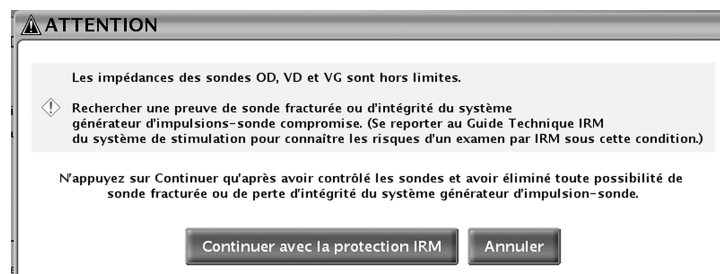 ATTENTION
Les impédances des sondes OD, VD et VG sont hors limites.
Rechercher une preuve de sonde fracturée ou d'intégrité du système
générateur d'impulsions-sonde compromise. (Se reporter au Guide Technique IRM
du système de stimulation pour connaître les risques d'un examen par IRM sous cette condition.)
N'appuyez sur Continuer qu'après avoir contrôlé les sondes et avoir éliminé toute possibilité de
sonde fracturée ou de perte d'intégrité du système générateur d'impulsion-sonde.
Continuer avec la protection IRM
Annuler